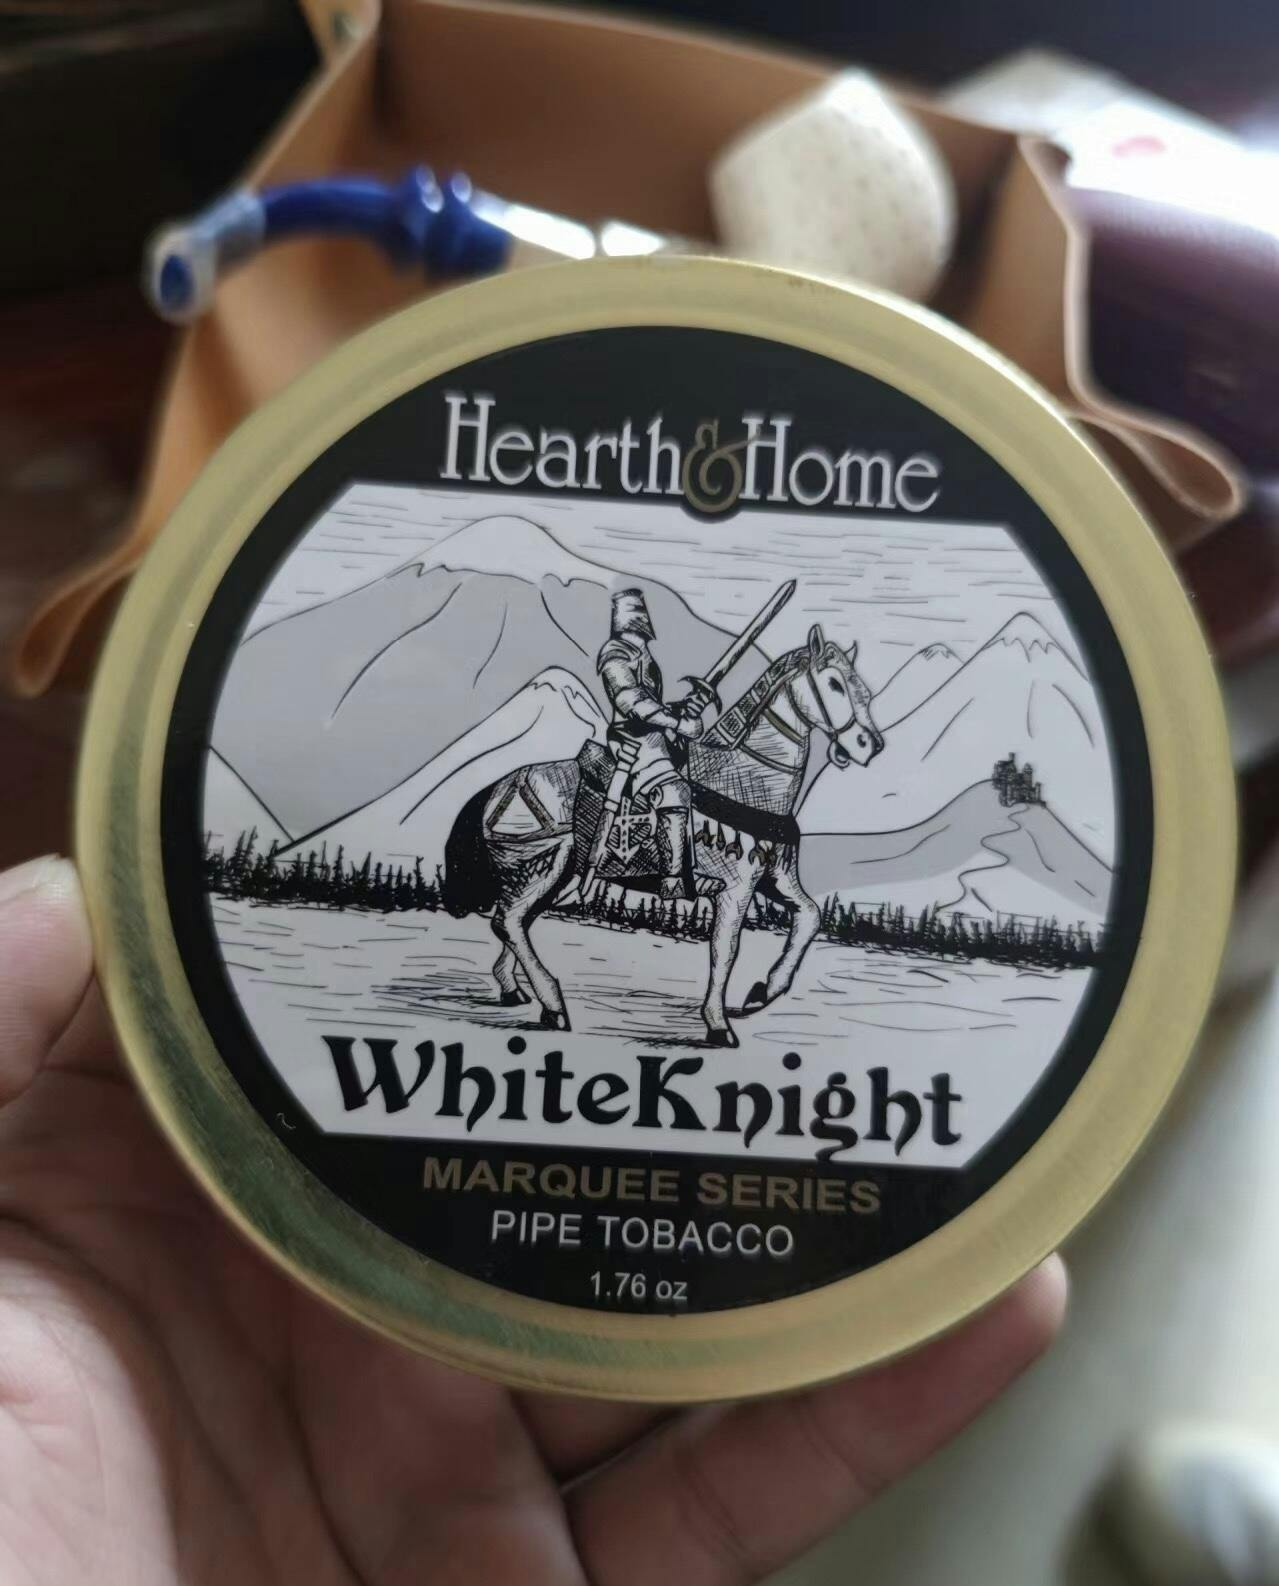 Hearth&Home
WhiteKnight
MARQUEE SERIES
PIPE TOBACCO
1.76 oz